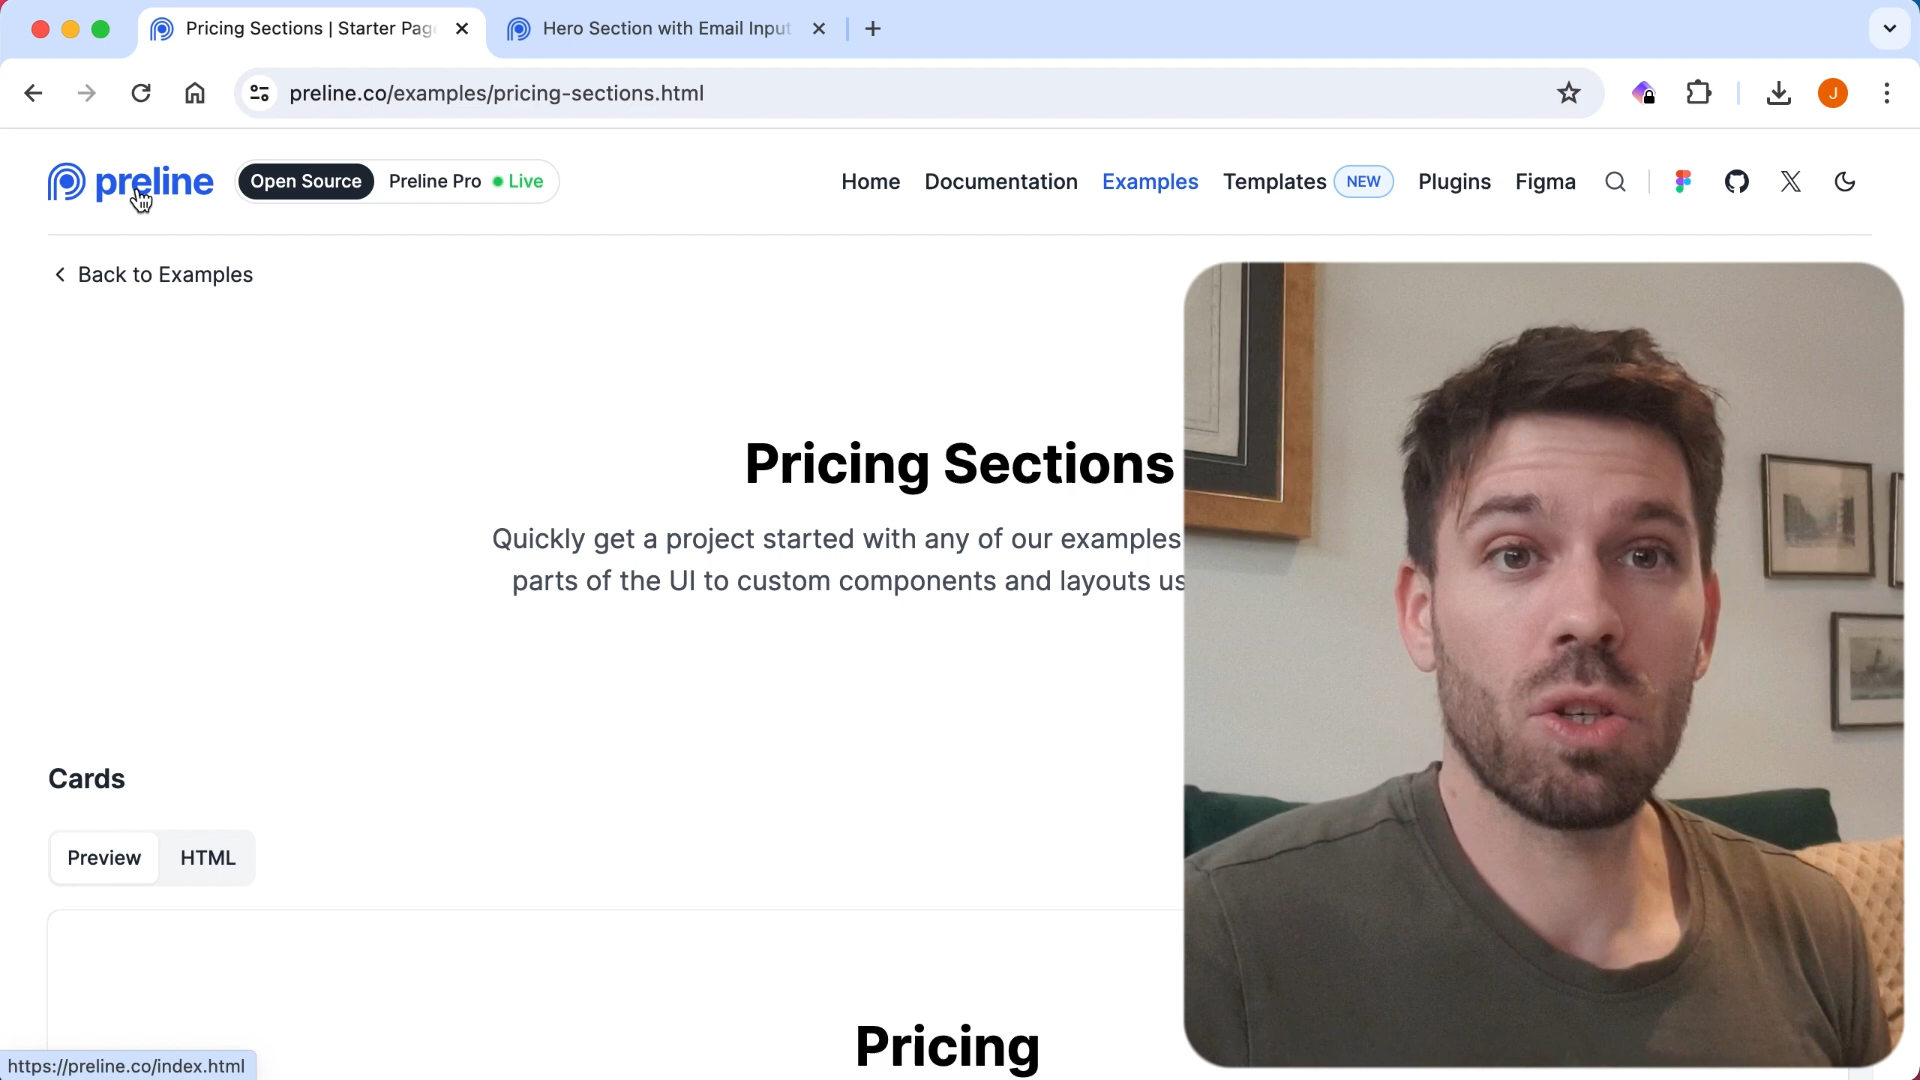 Pricing Sections | Starter Pag
Hero Section with Email Input
preline.co/examples/pricing-sections.html
J
preline
Open Source
Preline Pro
Live
Home
Documentation
Examples
Templates
NEW
Plugins
Figma
Back to Examples
Pricing Sections
Quickly get a project started with any of our examples
parts of the UI to custom components and layouts us
Cards
Preview
HTML
Pricing
https://preline.co/index.html